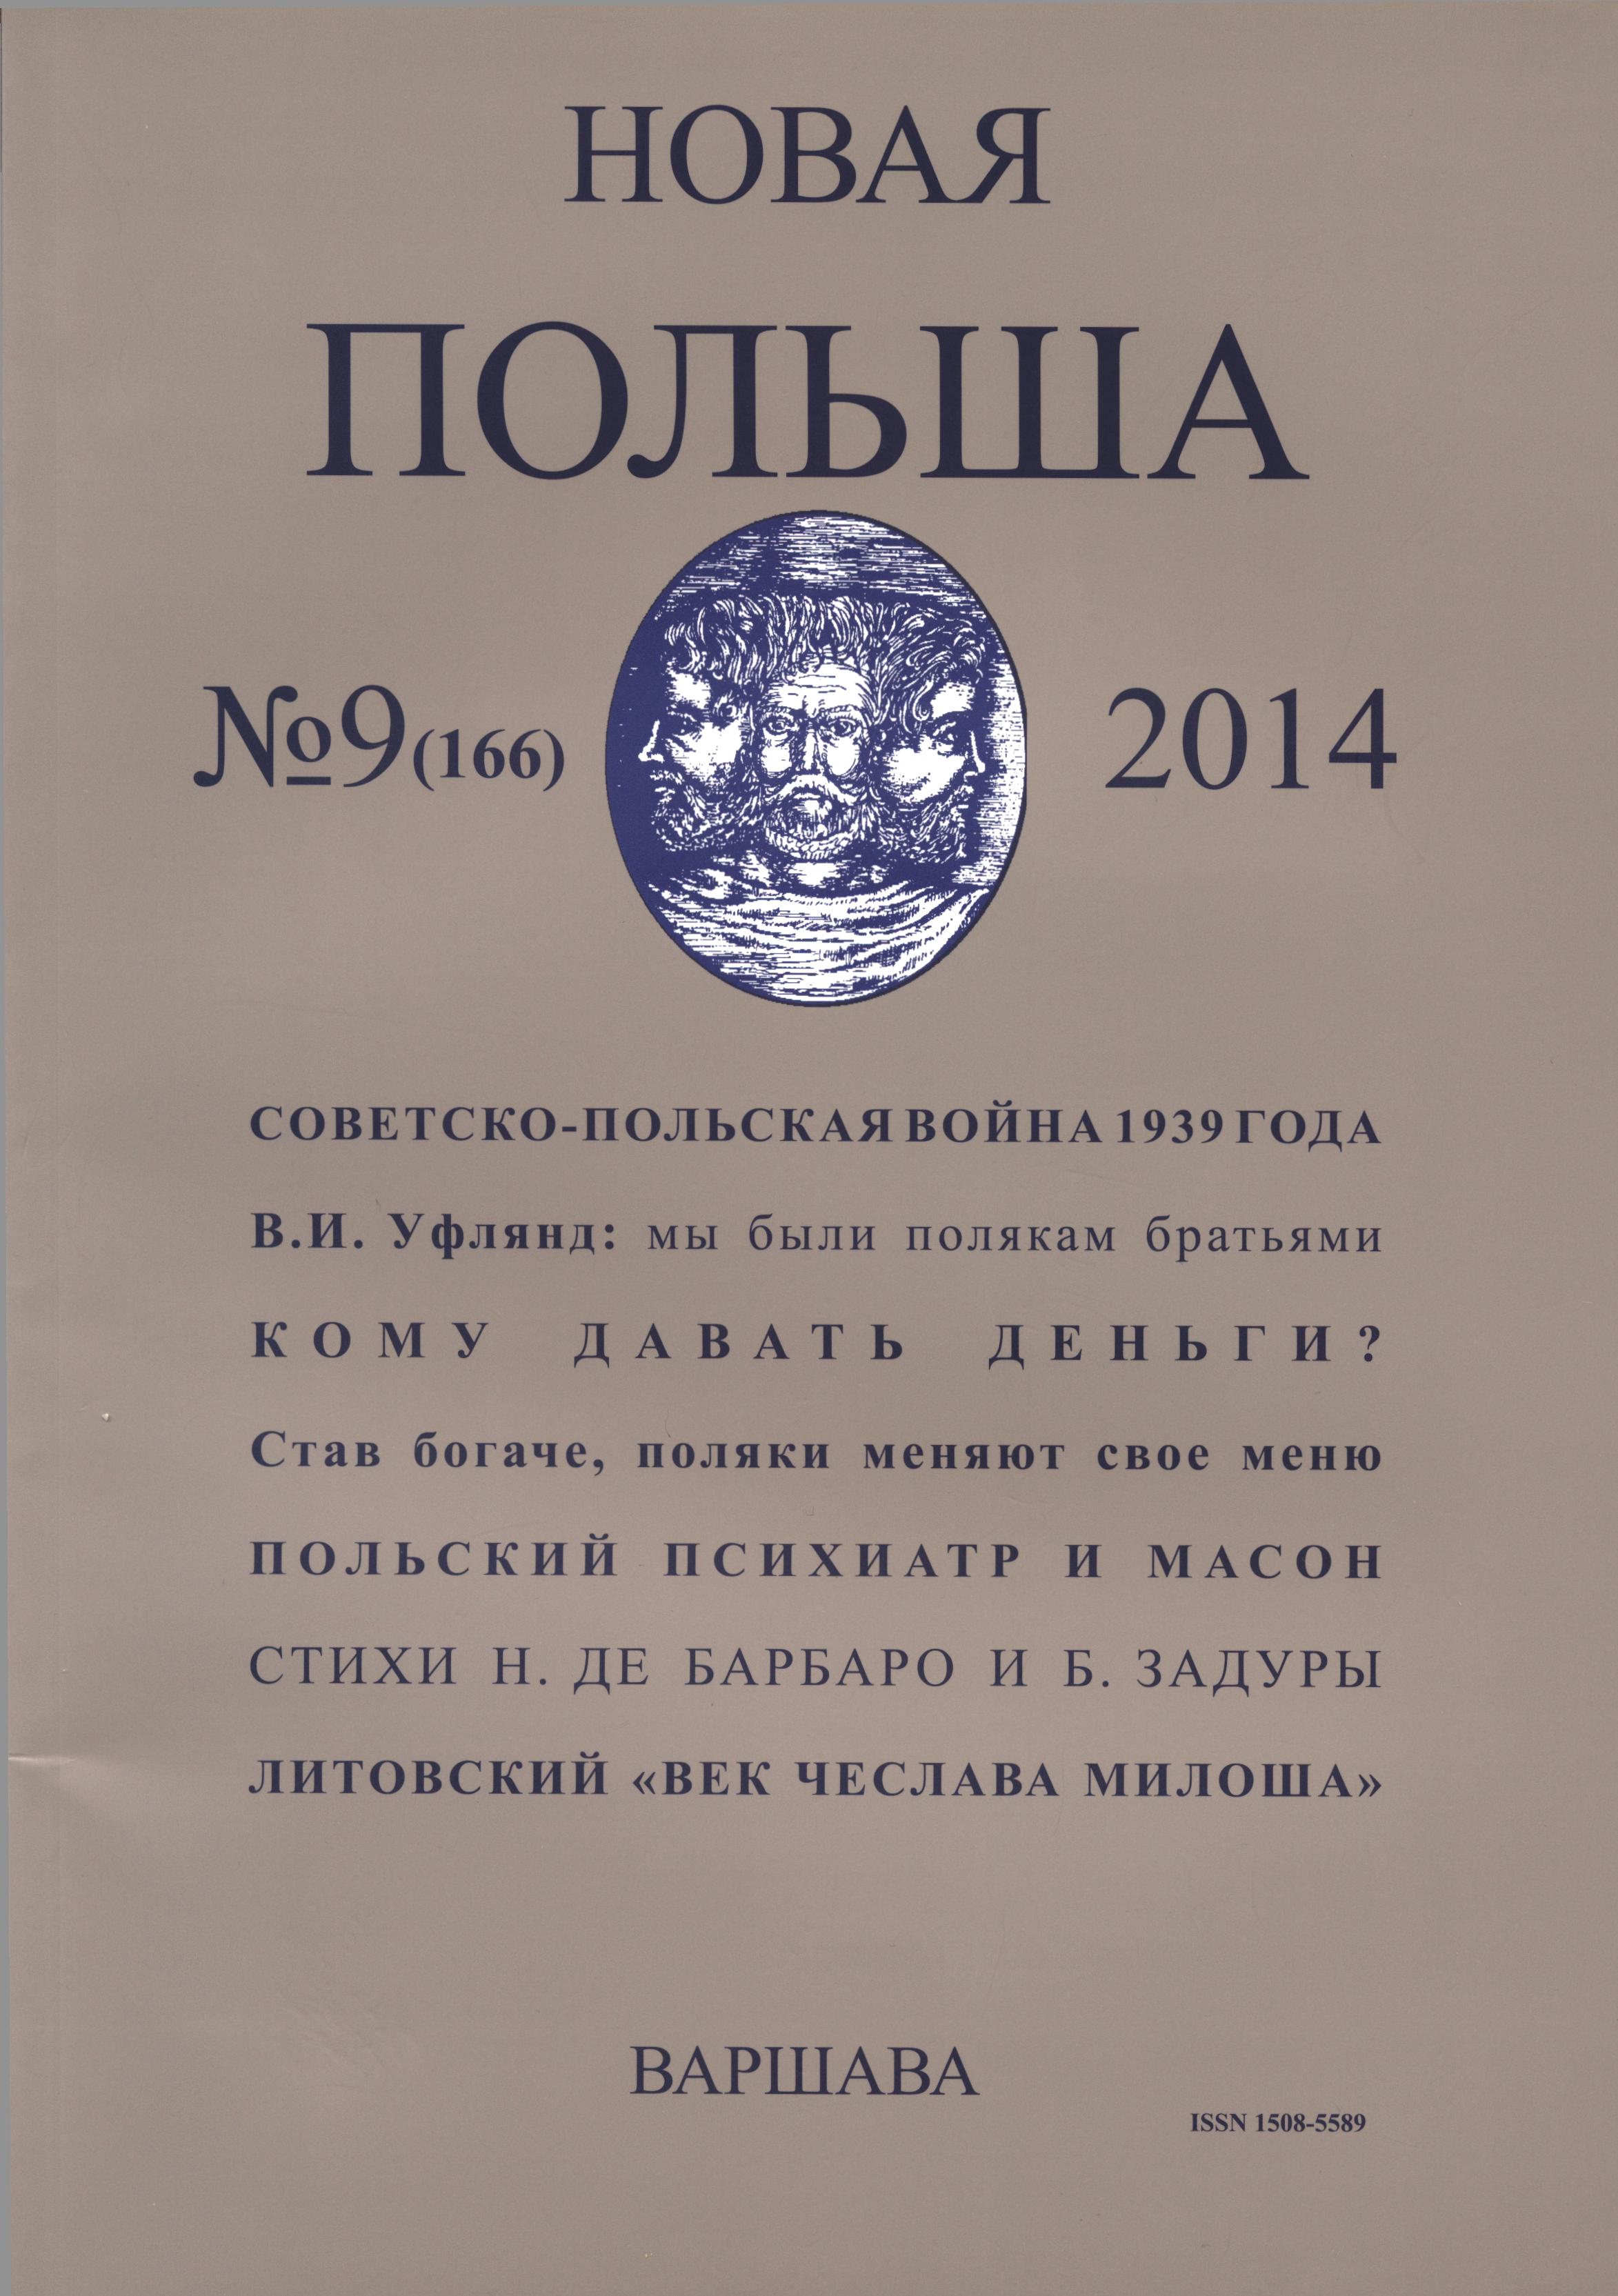 НОВАЯ
ПОЛЬША
№9(166)
2014
СОВЕТСКО-ПОЛЬСКАЯ ВОЙНА 1939 ГОДА
В.И. Уфлянд: мы были полякам братьями
КОМУ ДАВАТЬ ДЕНЬГИ?
Став богаче, поляки меняют свое меню
ПОЛЬСКИЙ ПСИХИАТР И МАСОН
СТИХИ Н. ДЕ БАРБАРО И Б. ЗАДУРЫ
ЛИТОВСКИЙ «ВЕК ЧЕСЛАВА МИЛОША»
ВАРШАВА
ISSN 1508-5589